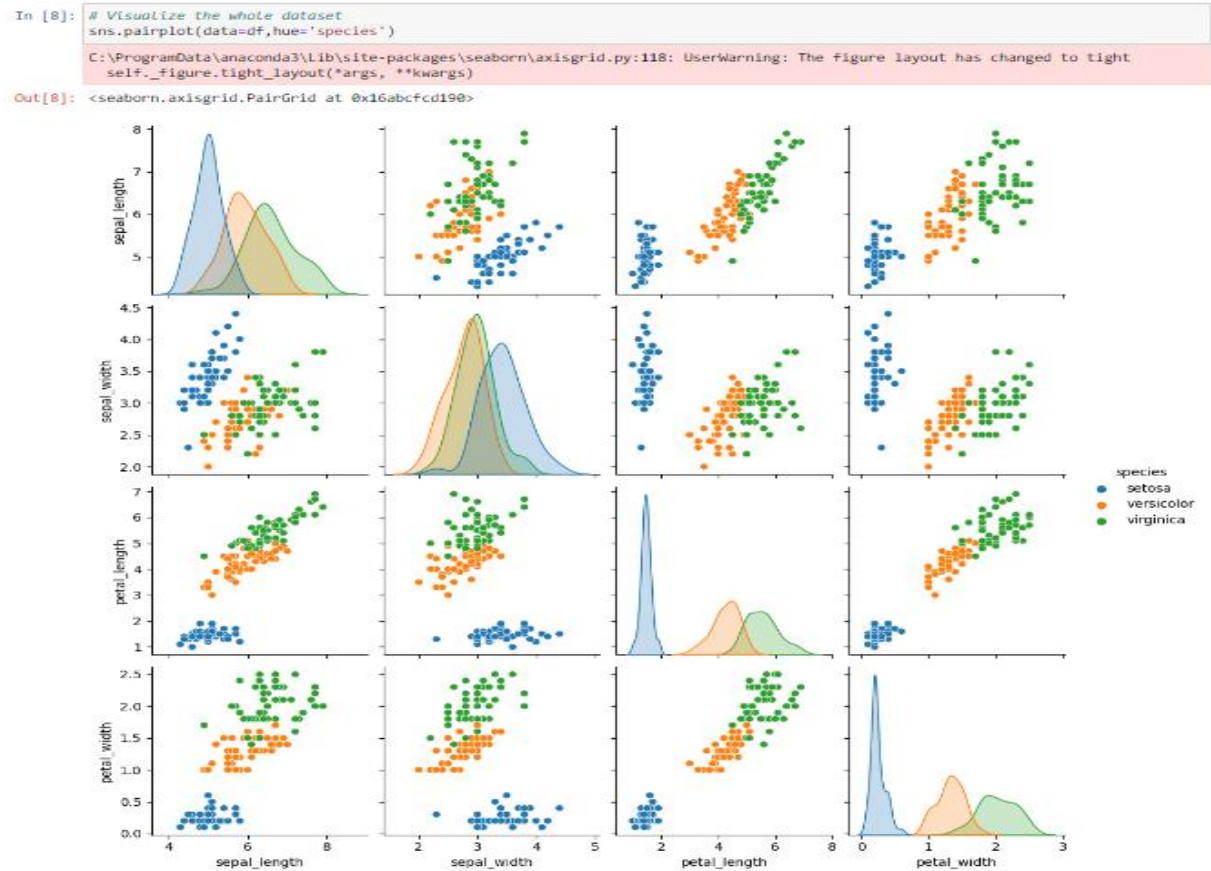 In [8]: # Visualize the whole dataset
sns.pairplot(data=df,hue='species')
C:\ProgramData\anaconda3\Lib\site-packages\seaborn\axisgrid.py:118: UserWarning: The figure layout has changed to tight
self._figure.tight_layout(*args, **kwargs)
Out[8]: <seaborn.axisgrid.PairGrid at 0x16abcfcd190>
8
7
6
5
sepal_length
4.5
4.0
3.5
3.0
2.5
2.0
sepal_width
7
6
5
4
3
2
1
petal_length
2.5
2.0
1.5
1.0
0.5
0.0
petal_width
4 6 8
2 3 4 5
2 4 6 8
0 1 2 3
sepal_length sepal_width petal_length petal_width
species
setosa
versicolor
virginica